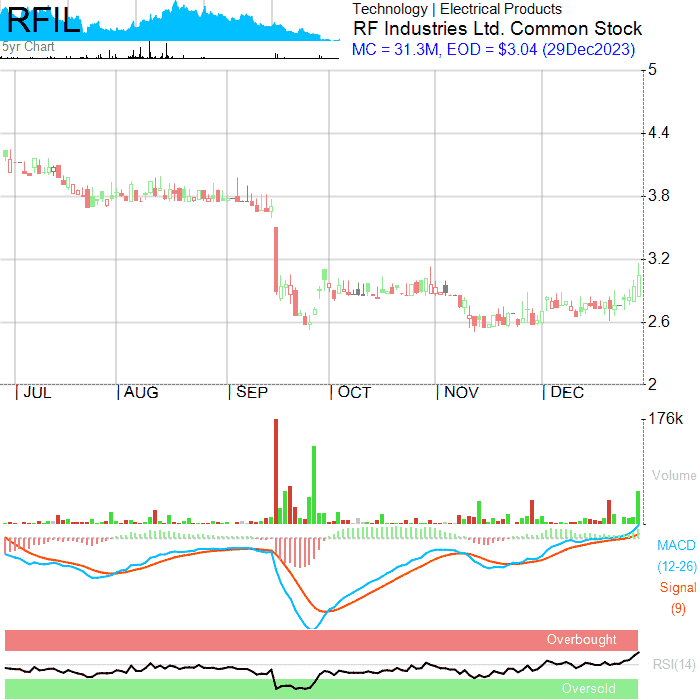 RFIL
5yr Chart
Technology | Electrical Products
RF Industries Ltd. Common Stock
MC = 31.3M, EOD = $3.04 (29Dec2023)
5
4.4
3.8
3.2
2.6
2
JUL AUG SEP OCT NOV DEC
176k
Volume
MACD
(12-26)
Signal
(9)
Overbought
RSI(14)
Oversold